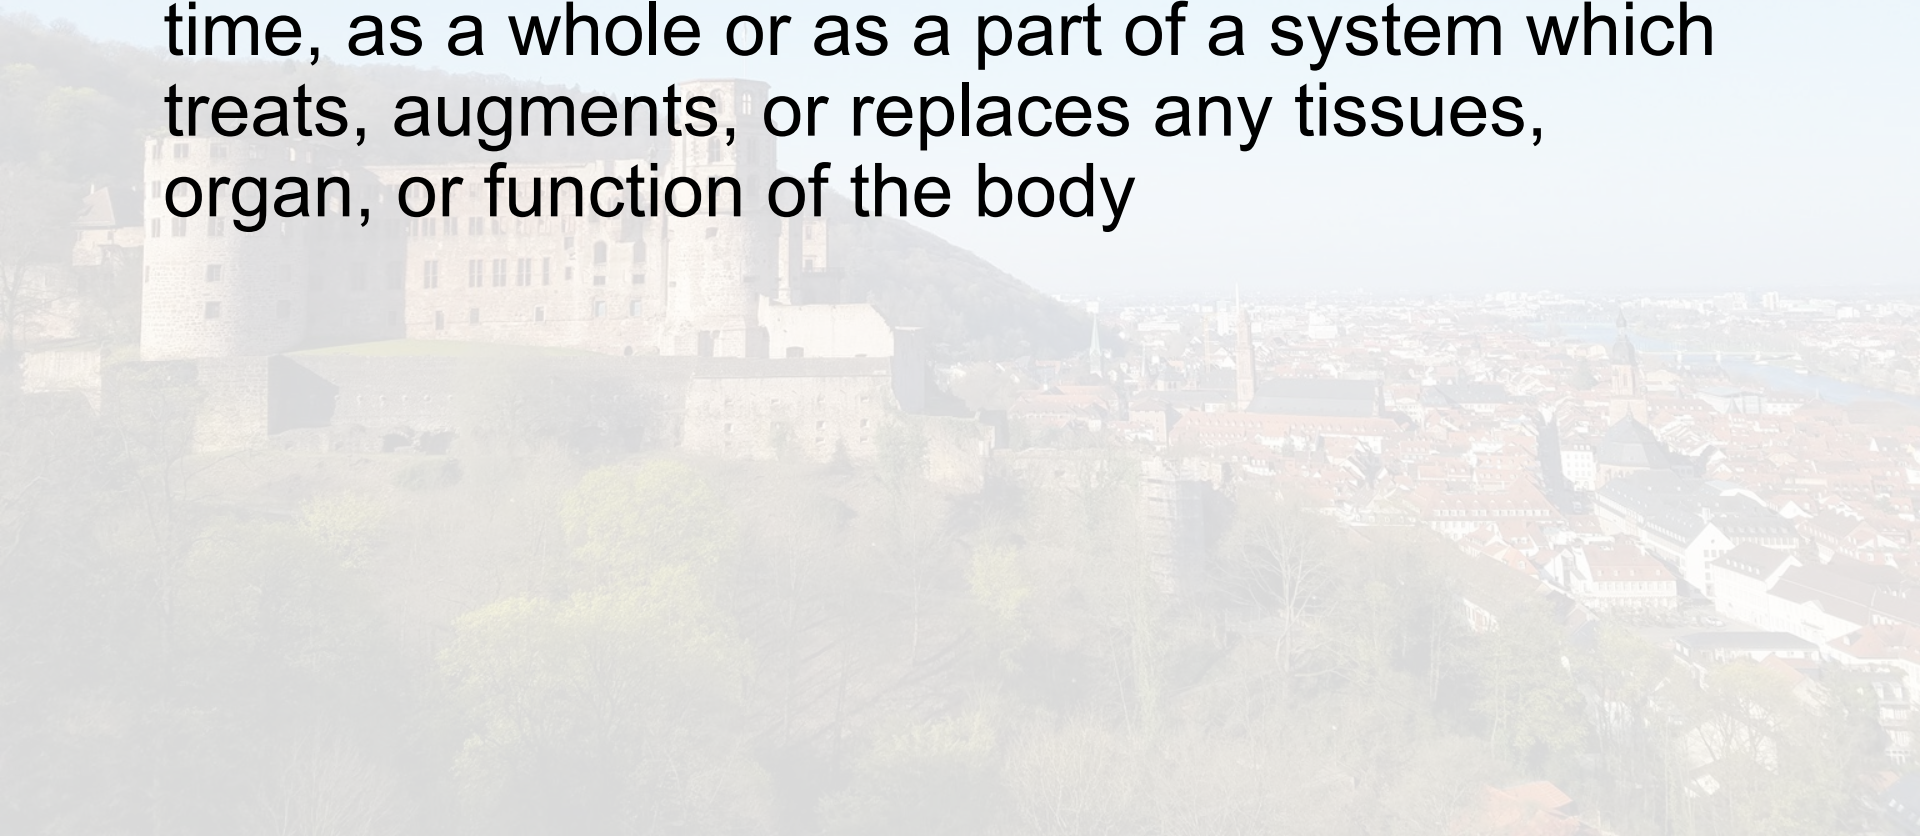 time, as a whole or as a part of a system which
treats, augments, or replaces any tissues,
organ, or function of the body